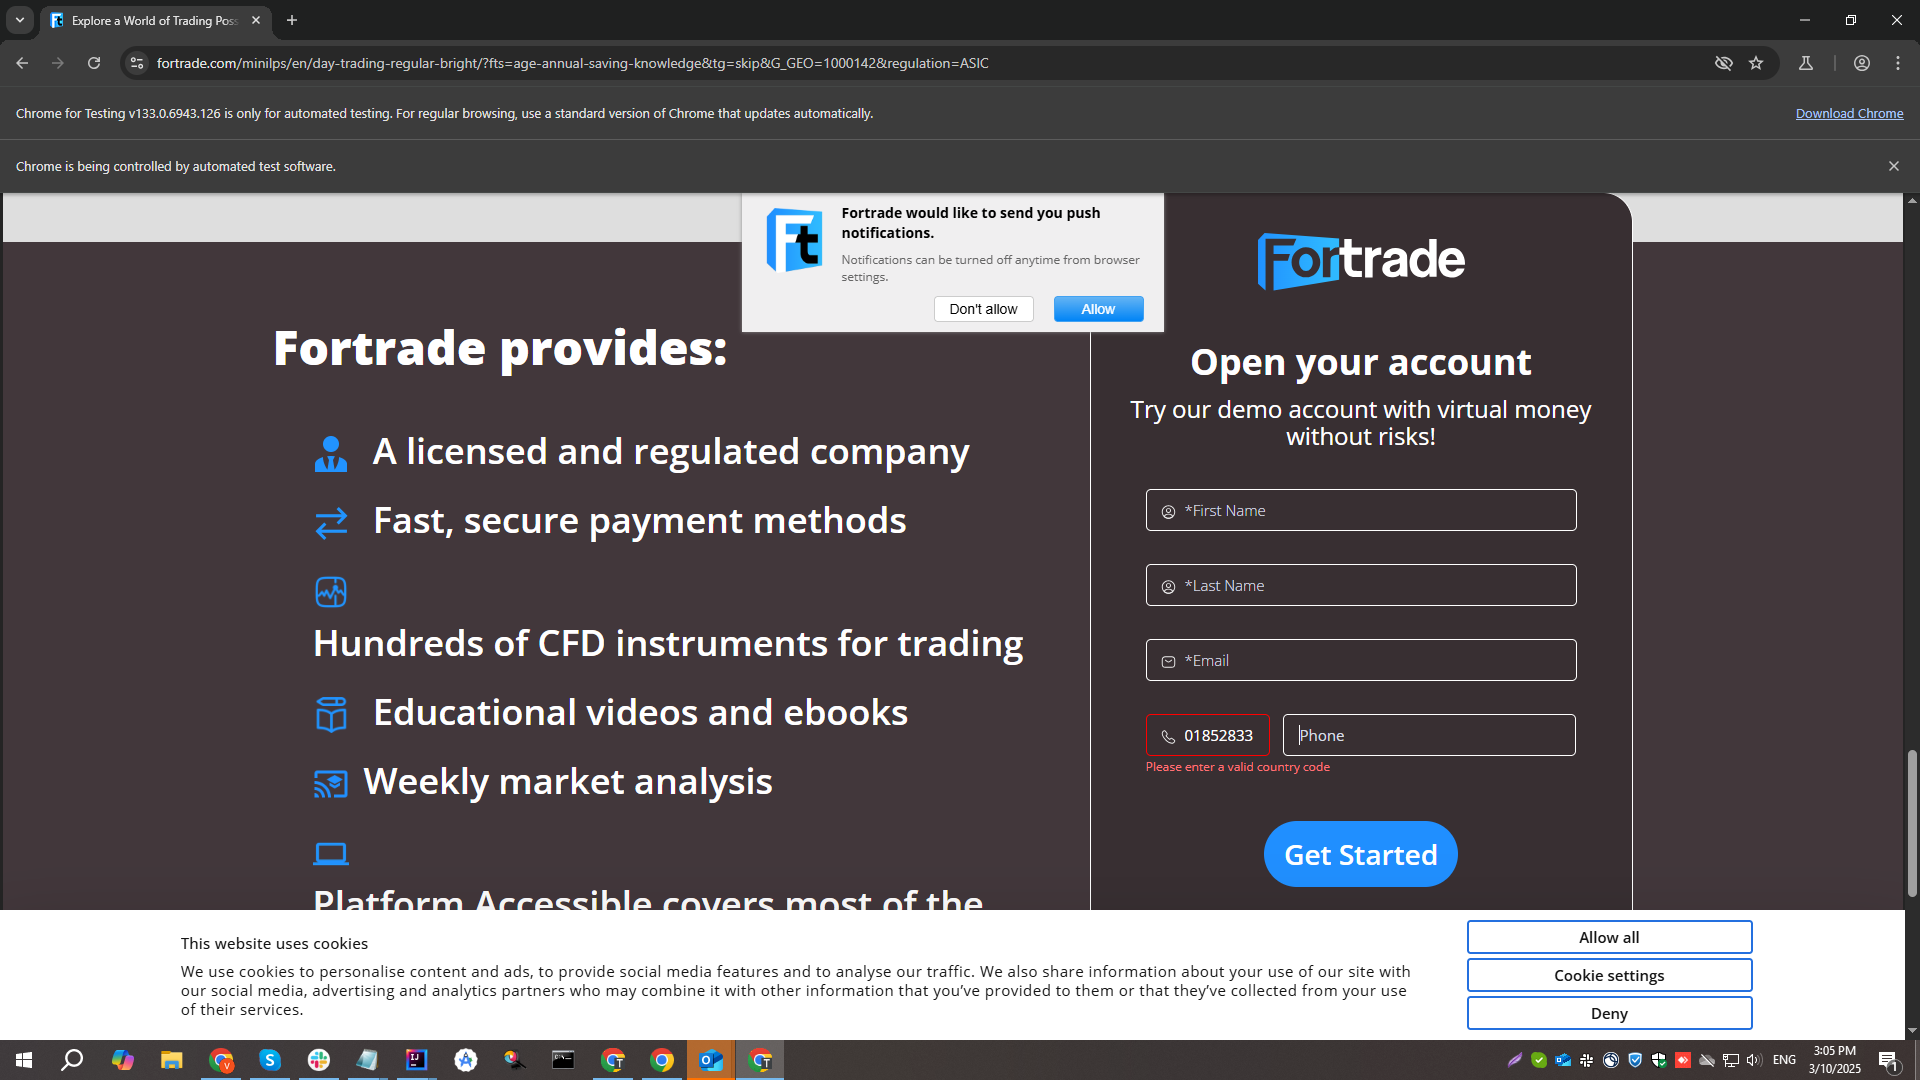 Explore a World of Trading Pos
fortrade.com/minilps/en/day-trading-regular-bright/?fts=age-annual-saving-knowledge&tg=skip&G_GEO=1000142&regulation=ASIC
Chrome for Testing v133.0.6943.126 is only for automated testing. For regular browsing, use a standard version of Chrome that updates automatically.
Download Chrome
Chrome is being controlled by automated test software.
Fortrade would like to send you push
notifications.
Notifications can be turned off anytime from browser
settings.
Don't allow
Allow
Fortrade provides:
A licensed and regulated company
Fast, secure payment methods
Hundreds of CFD instruments for trading
Educational videos and ebooks
Weekly market analysis
Platform Accessible covers most of the
Fortrade
Open your account
Try our demo account with virtual money
without risks!
*First Name
*Last Name
*Email
01852833
Phone
Please enter a valid country code
Get Started
This website uses cookies
We use cookies to personalise content and ads, to provide social media features and to analyse our traffic. We also share information about your use of our site with
our social media, advertising and analytics partners who may combine it with other information that you've provided to them or that they've collected from your use
of their services.
Allow all
Cookie settings
Deny
ENG
3:05 PM
3/10/2025
1